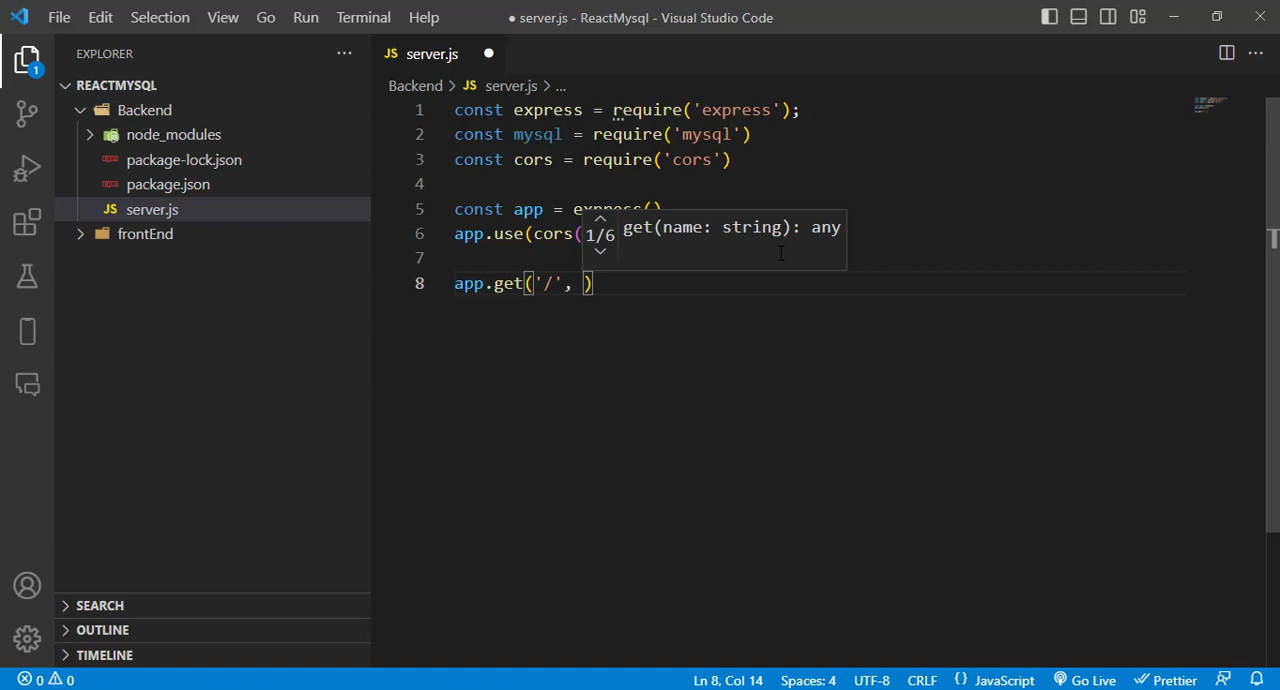 File Edit Selection View Go Run Terminal Help ● server.js - ReactMysql - Visual Studio Code
EXPLORER ...
JS server.js ●
1
REACTMYSQL
Backend > JS server.js > ...
Backend
node_modules
package-lock.json
package.json
JS server.js
frontEnd
1 const express = require('express');
2 const mysql = require('mysql')
3 const cors = require('cors')
4
5 const app = express()
6 app.use(cors(
1/6 get(name: string): any
7
8 app.get('/', )
SEARCH
OUTLINE
TIMELINE
0 0 Ln 8, Col 14 Spaces: 4 UTF-8 CRLF {} JavaScript Go Live Prettier